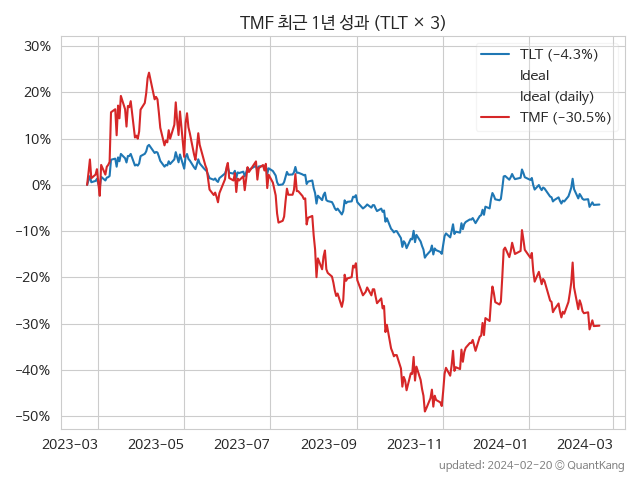 TMF 최근 1년 성과 (TLT × 3)
TLT (−4.3%)
Ideal
Ideal (daily)
TMF (−30.5%)
30%
20%
10%
0%
−10%
−20%
−30%
−40%
−50%
2023−03
2023−05
2023−07
2023−09
2023−11
2024−01
2024−03
updated: 2024−02−20 © QuantKang